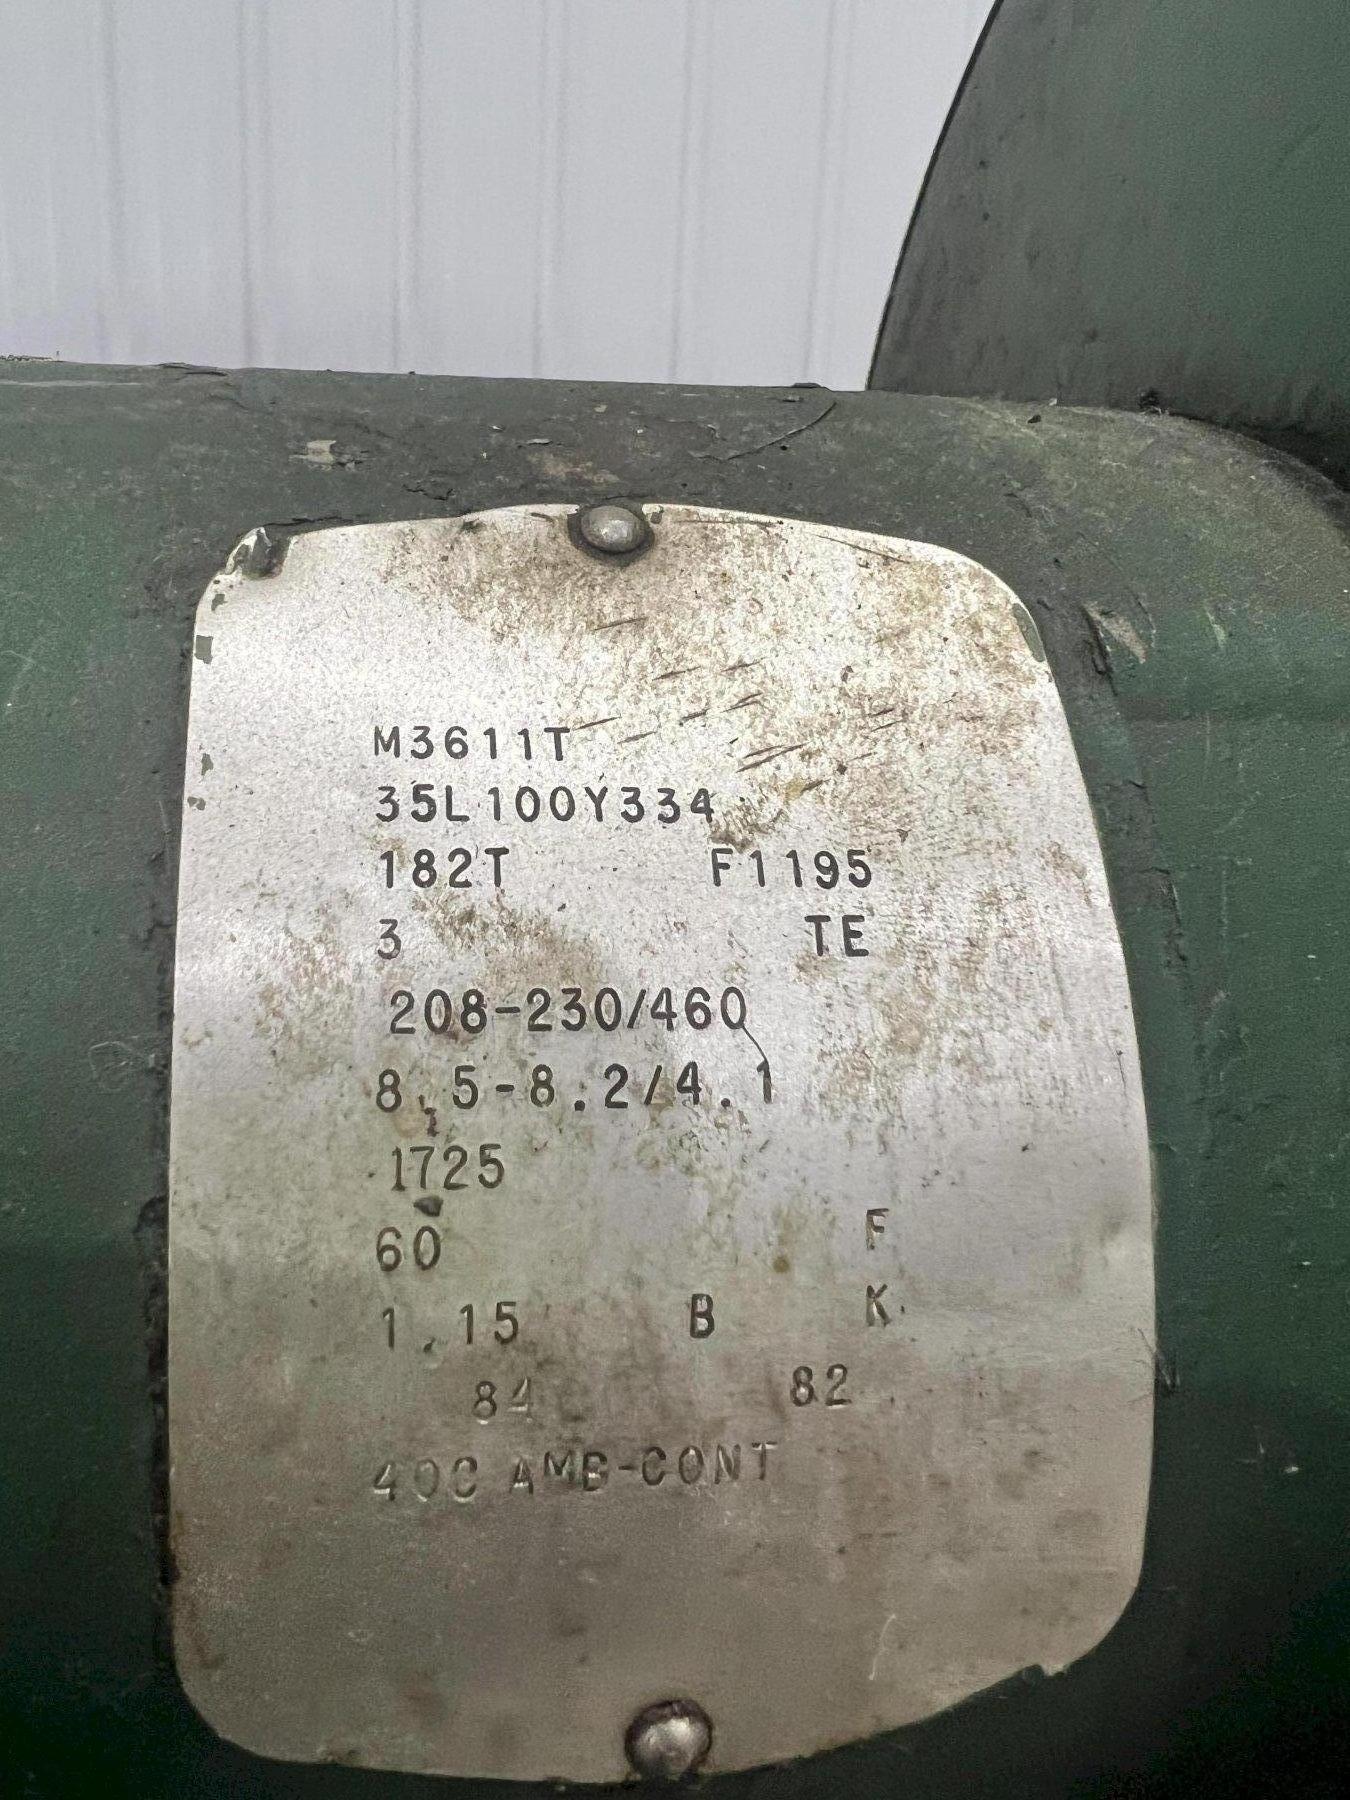 M3611T
35L100Y334
182T F1195
3 TE
208-230/460
8.5-8.2/4.1
1725
60 F
1.15 B K
84 82
40C AMB-CONT